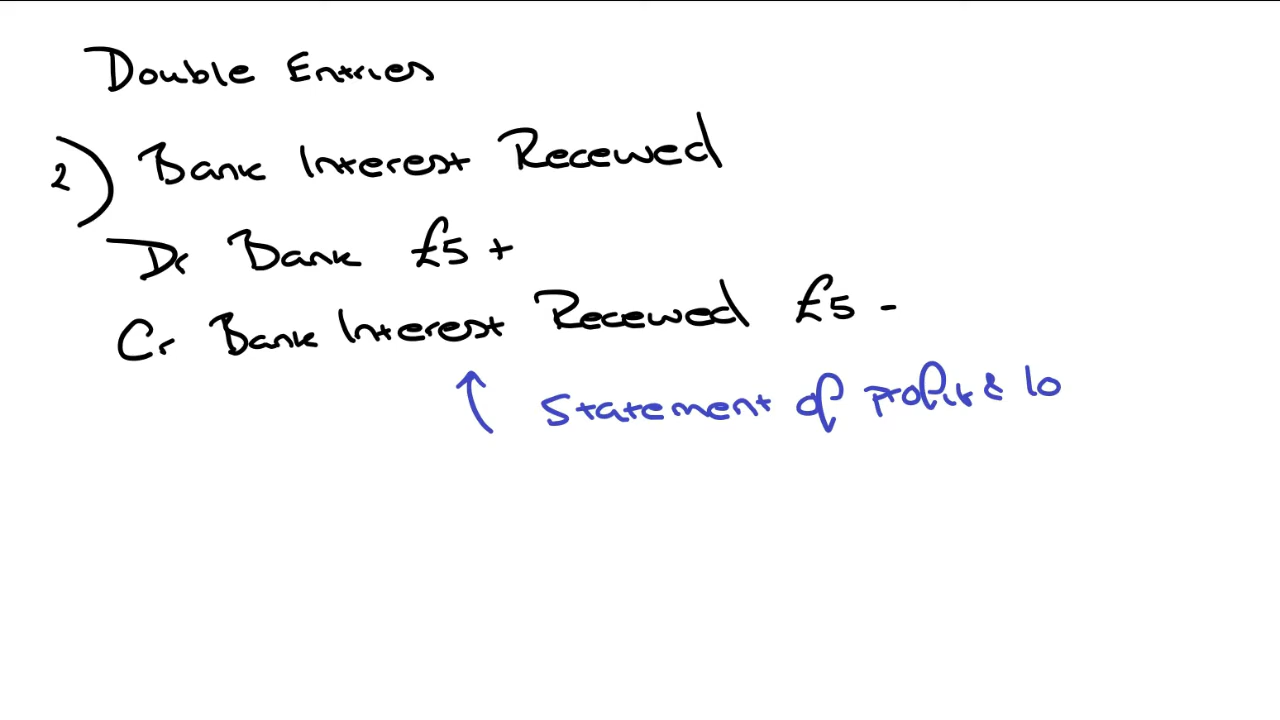 Double Entries
2) Bank Interest Received
Dr Bank £5 +
Cr Bank Interest Received £5 -
↑ Statement of profit & lo